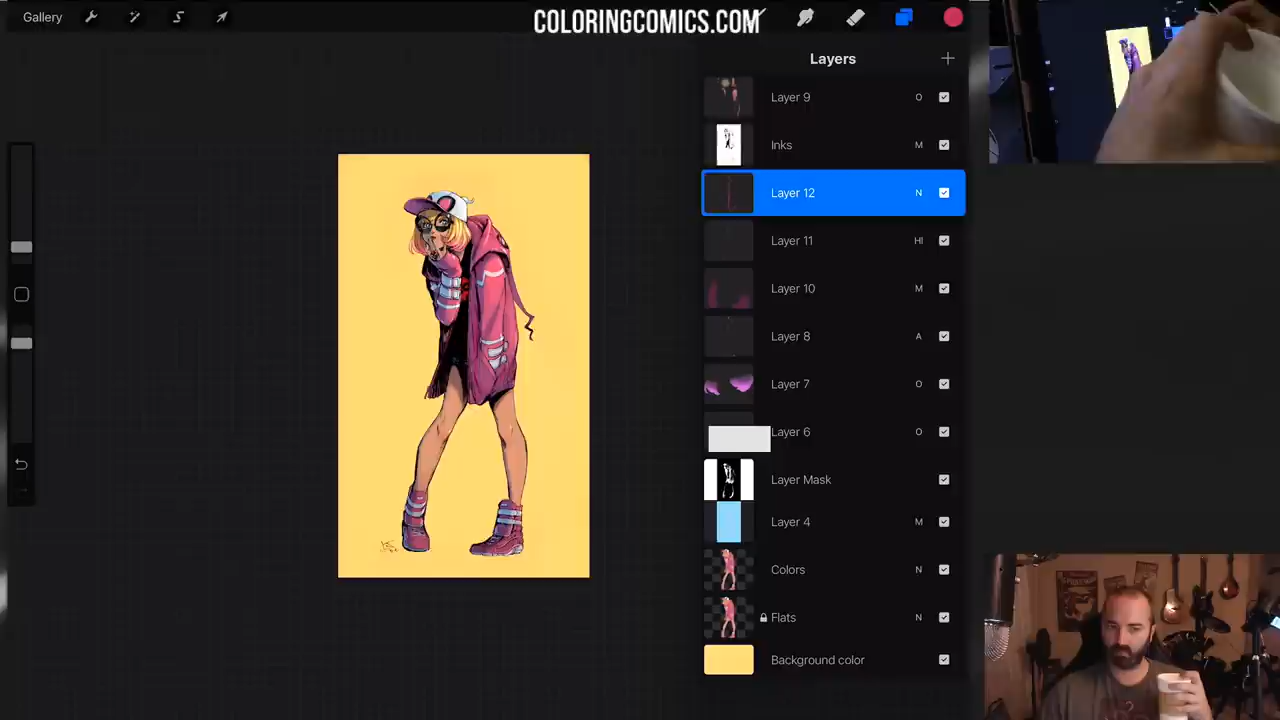 Gallery
COLORINGCOMICS.COM
Layers
Layer 9 O
Inks M
Layer 12 N
Layer 11 HI
Layer 10 M
Layer 8 A
Layer 7 O
Layer 6 O
Layer Mask
Layer 4 M
Colors N
Flats N
Background color